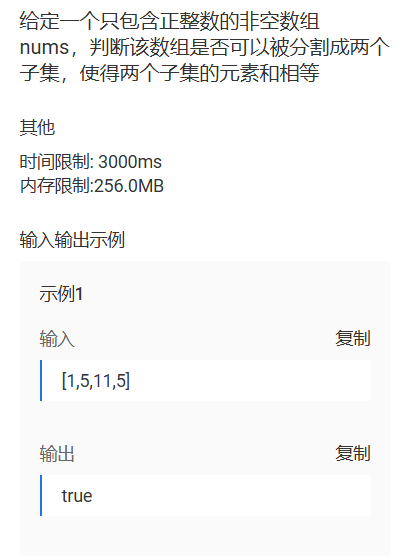 给定一个只包含正整数的非空数组
nums，判断该数组是否可以被分割成两个
子集，使得两个子集的元素和相等
其他
时间限制: 3000ms
内存限制:256.0MB
输入输出示例
示例1
输入 复制
[1,5,11,5]
输出 复制
true